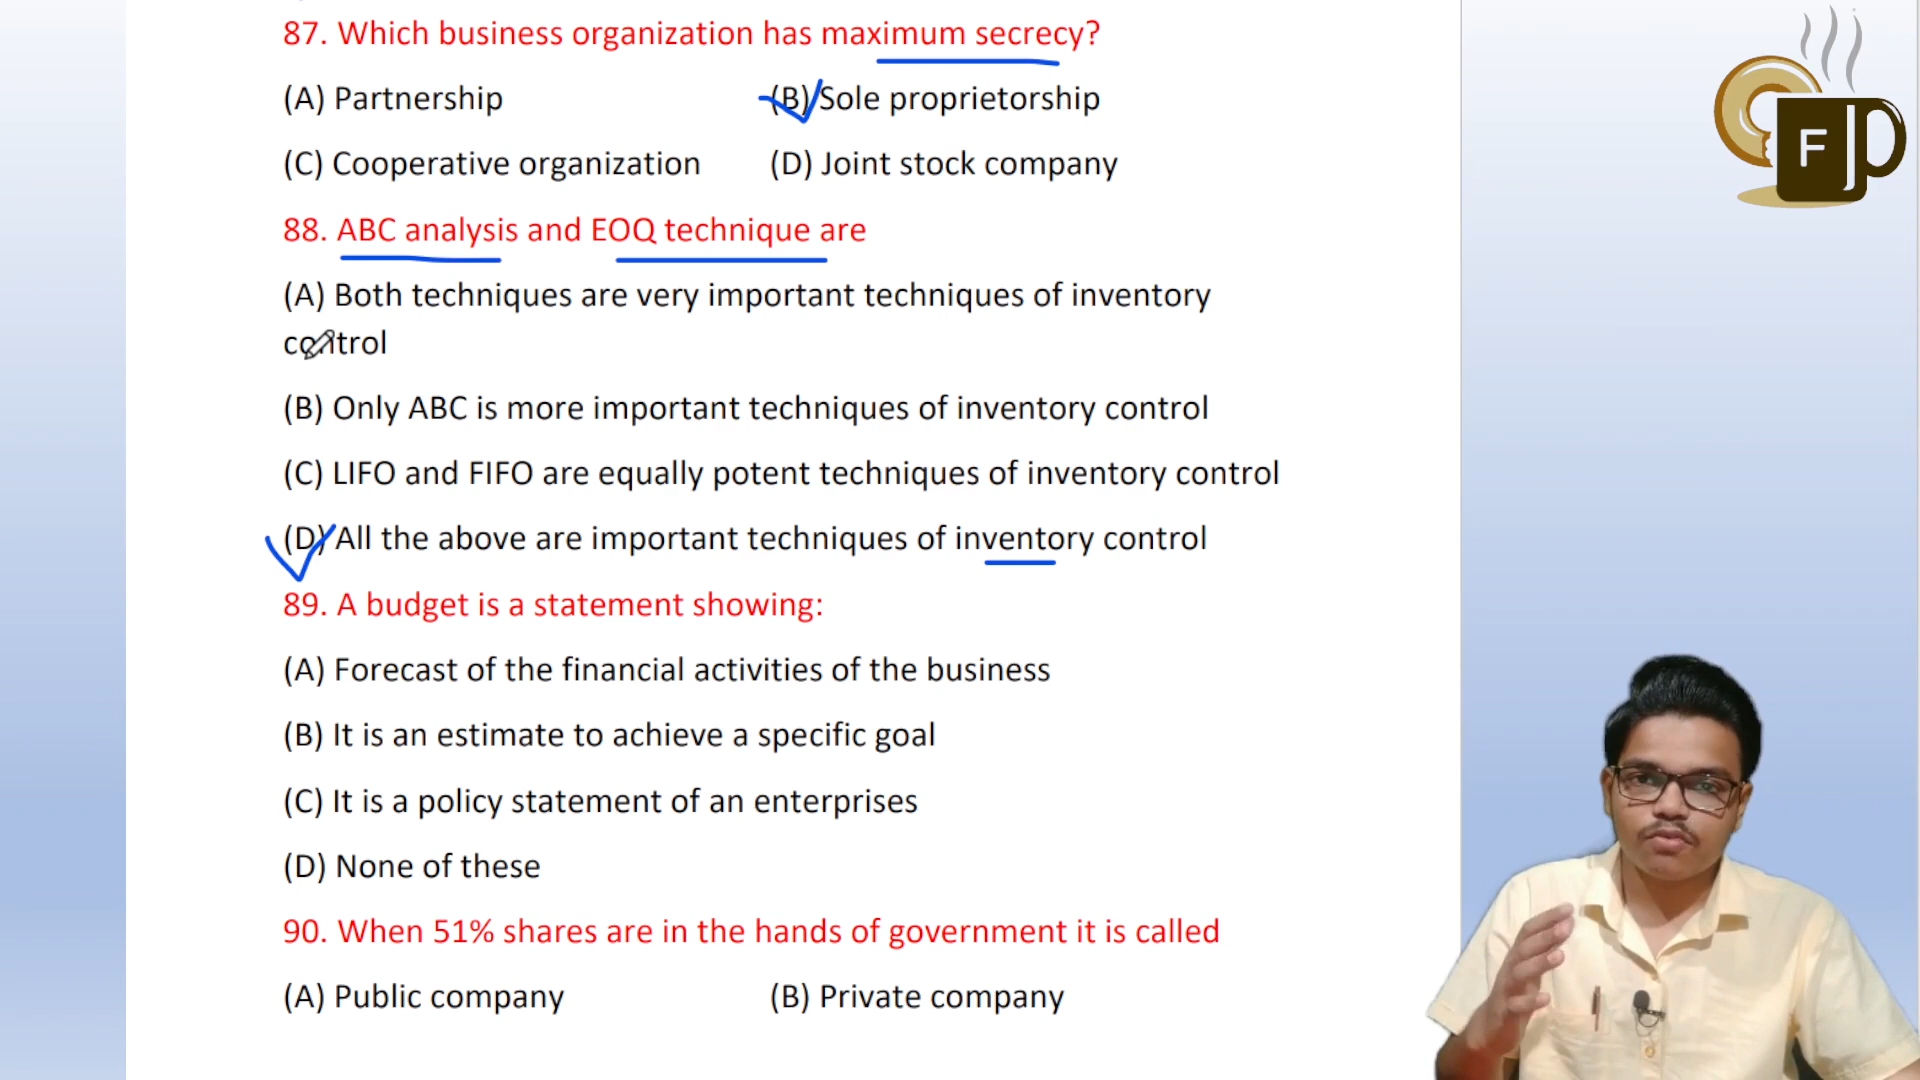 87. Which business organization has maximum secrecy?
(A) Partnership (B) Sole proprietorship
(C) Cooperative organization (D) Joint stock company
88. ABC analysis and EOQ technique are
(A) Both techniques are very important techniques of inventory
control
(B) Only ABC is more important techniques of inventory control
(C) LIFO and FIFO are equally potent techniques of inventory control
(D) All the above are important techniques of inventory control
89. A budget is a statement showing:
(A) Forecast of the financial activities of the business
(B) It is an estimate to achieve a specific goal
(C) It is a policy statement of an enterprises
(D) None of these
90. When 51% shares are in the hands of government it is called
(A) Public company (B) Private company
FJ